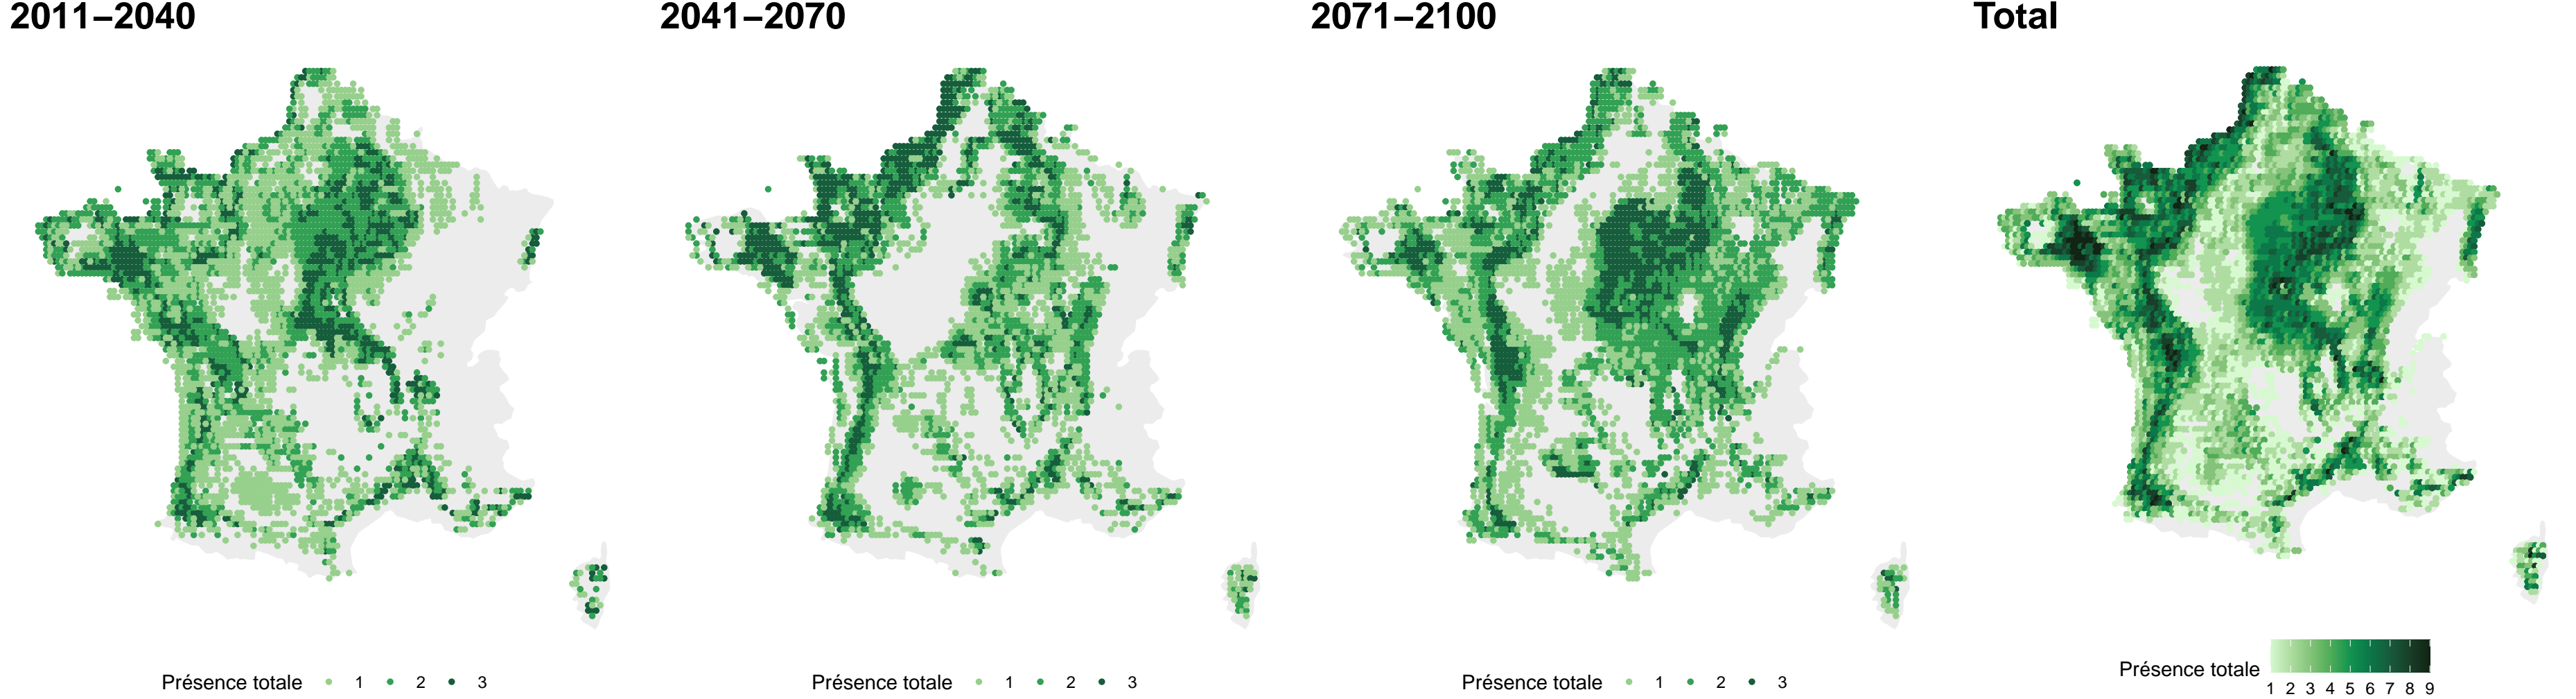 2011–2040
2041–2070
2071–2100
Total
Présence totale 1 2 3
Présence totale 1 2 3
Présence totale 1 2 3
Présence totale
1 2 3 4 5 6 7 8 9